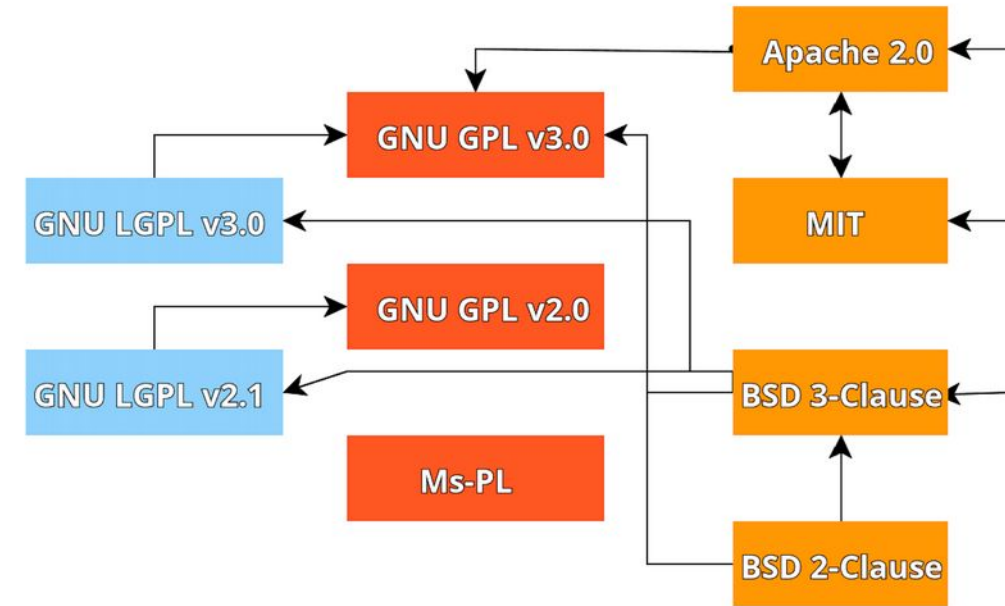 Apache 2.0
GNU GPL v3.0
GNU LGPL v3.0
MIT
GNU GPL v2.0
GNU LGPL v2.1
BSD 3-Clause
Ms-PL
BSD 2-Clause